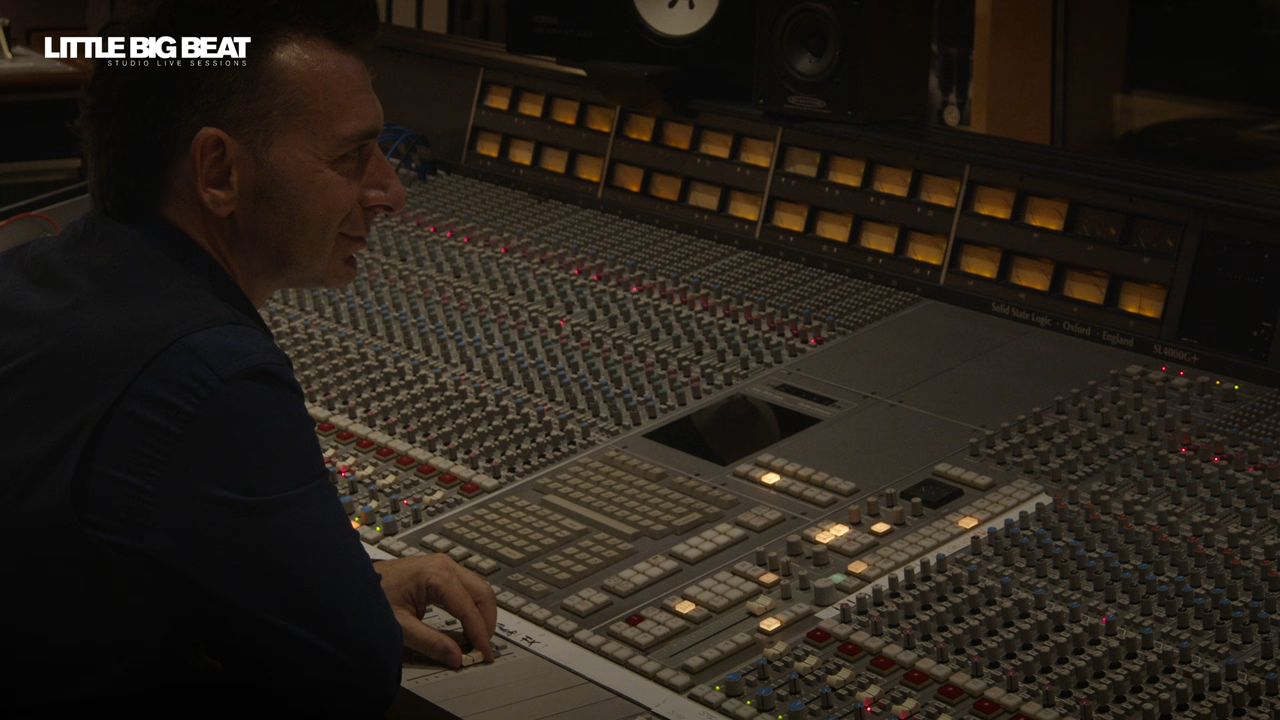 LITTLE BIG BEAT
STUDIO LIVE SESSIONS
Solid State Logic · Oxford · England SL4000G+